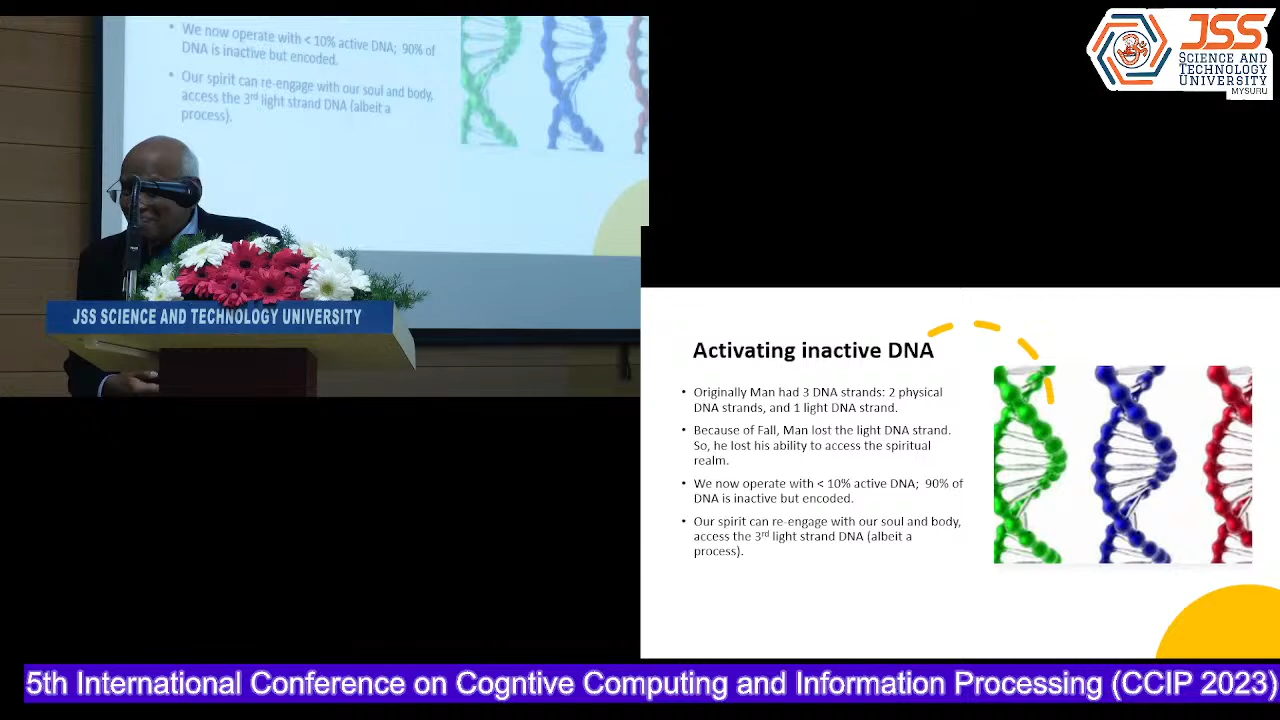 We now operate with < 10% active DNA; 90% of
DNA is inactive but encoded.
Our spirit can re-engage with our soul and body,
access the 3rd light strand DNA (albeit a
process).
JSS SCIENCE AND TECHNOLOGY UNIVERSITY
JSS
SCIENCE AND
TECHNOLOGY
UNIVERSITY
MYSURU
Activating inactive DNA
• Originally Man had 3 DNA strands: 2 physical
DNA strands, and 1 light DNA strand.
• Because of Fall, Man lost the light DNA strand.
So, he lost his ability to access the spiritual
realm.
• We now operate with < 10% active DNA; 90% of
DNA is inactive but encoded.
• Our spirit can re-engage with our soul and body,
access the 3rd light strand DNA (albeit a
process).
5th International Conference on Cogntive Computing and Information Processing (CCIP 2023)